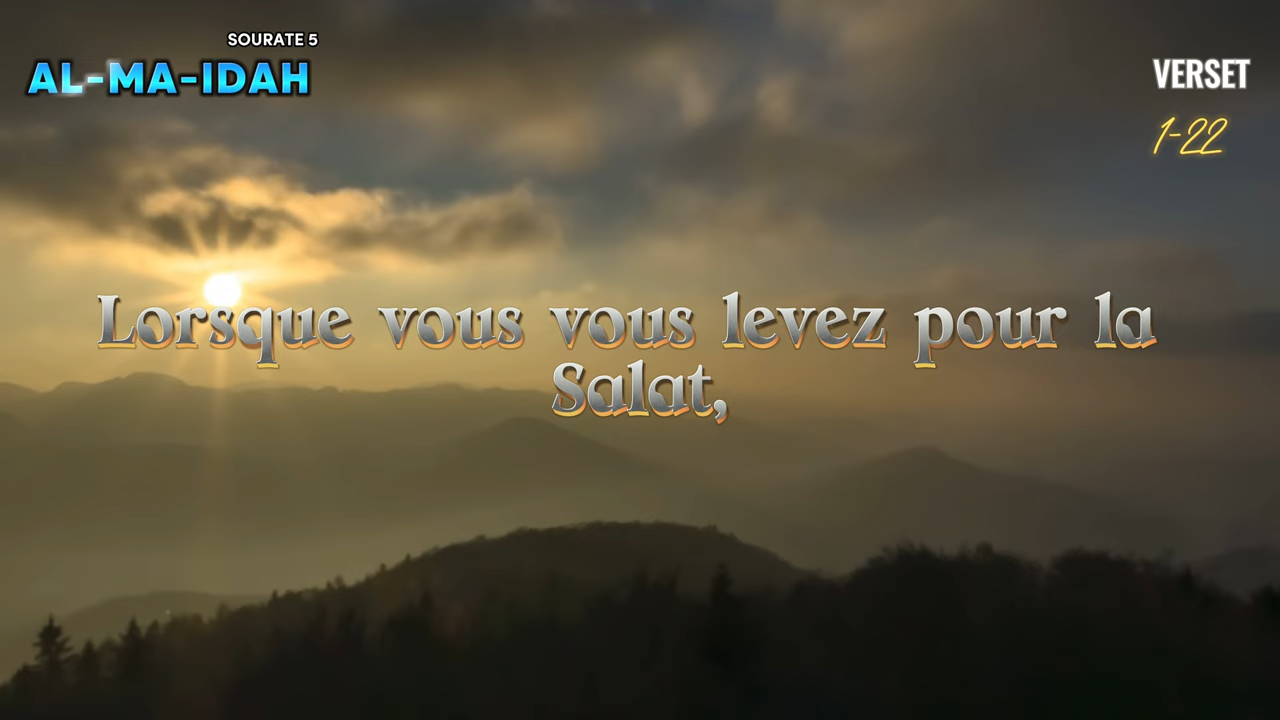 SOURATE 5
AL-MA-IDAH
VERSET
1-22
Lorsque vous vous levez pour la
Salat,